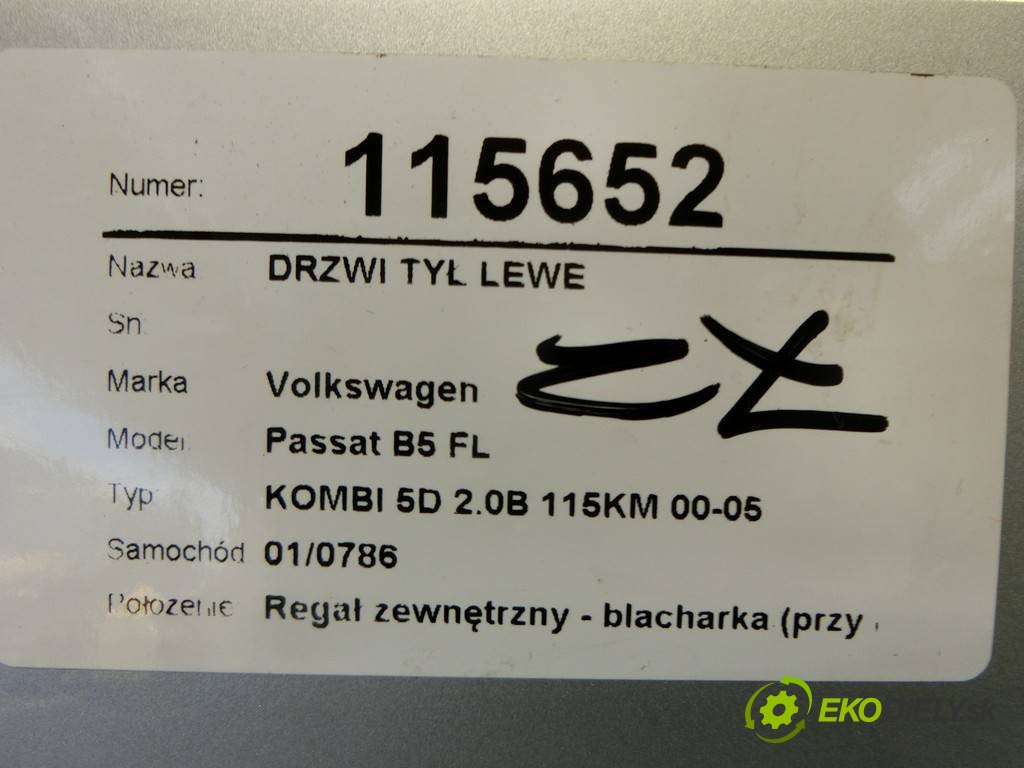 Numer: 115652
Nazwa DRZWI TYŁ LEWE
Sn
Marka Volkswagen
Model Passat B5 FL
Typ KOMBI 5D 2.0B 115KM 00-05
Samochód 01/0786
Położenie Regał zewnętrzny - blacharka (przy
EKODIELY.sk